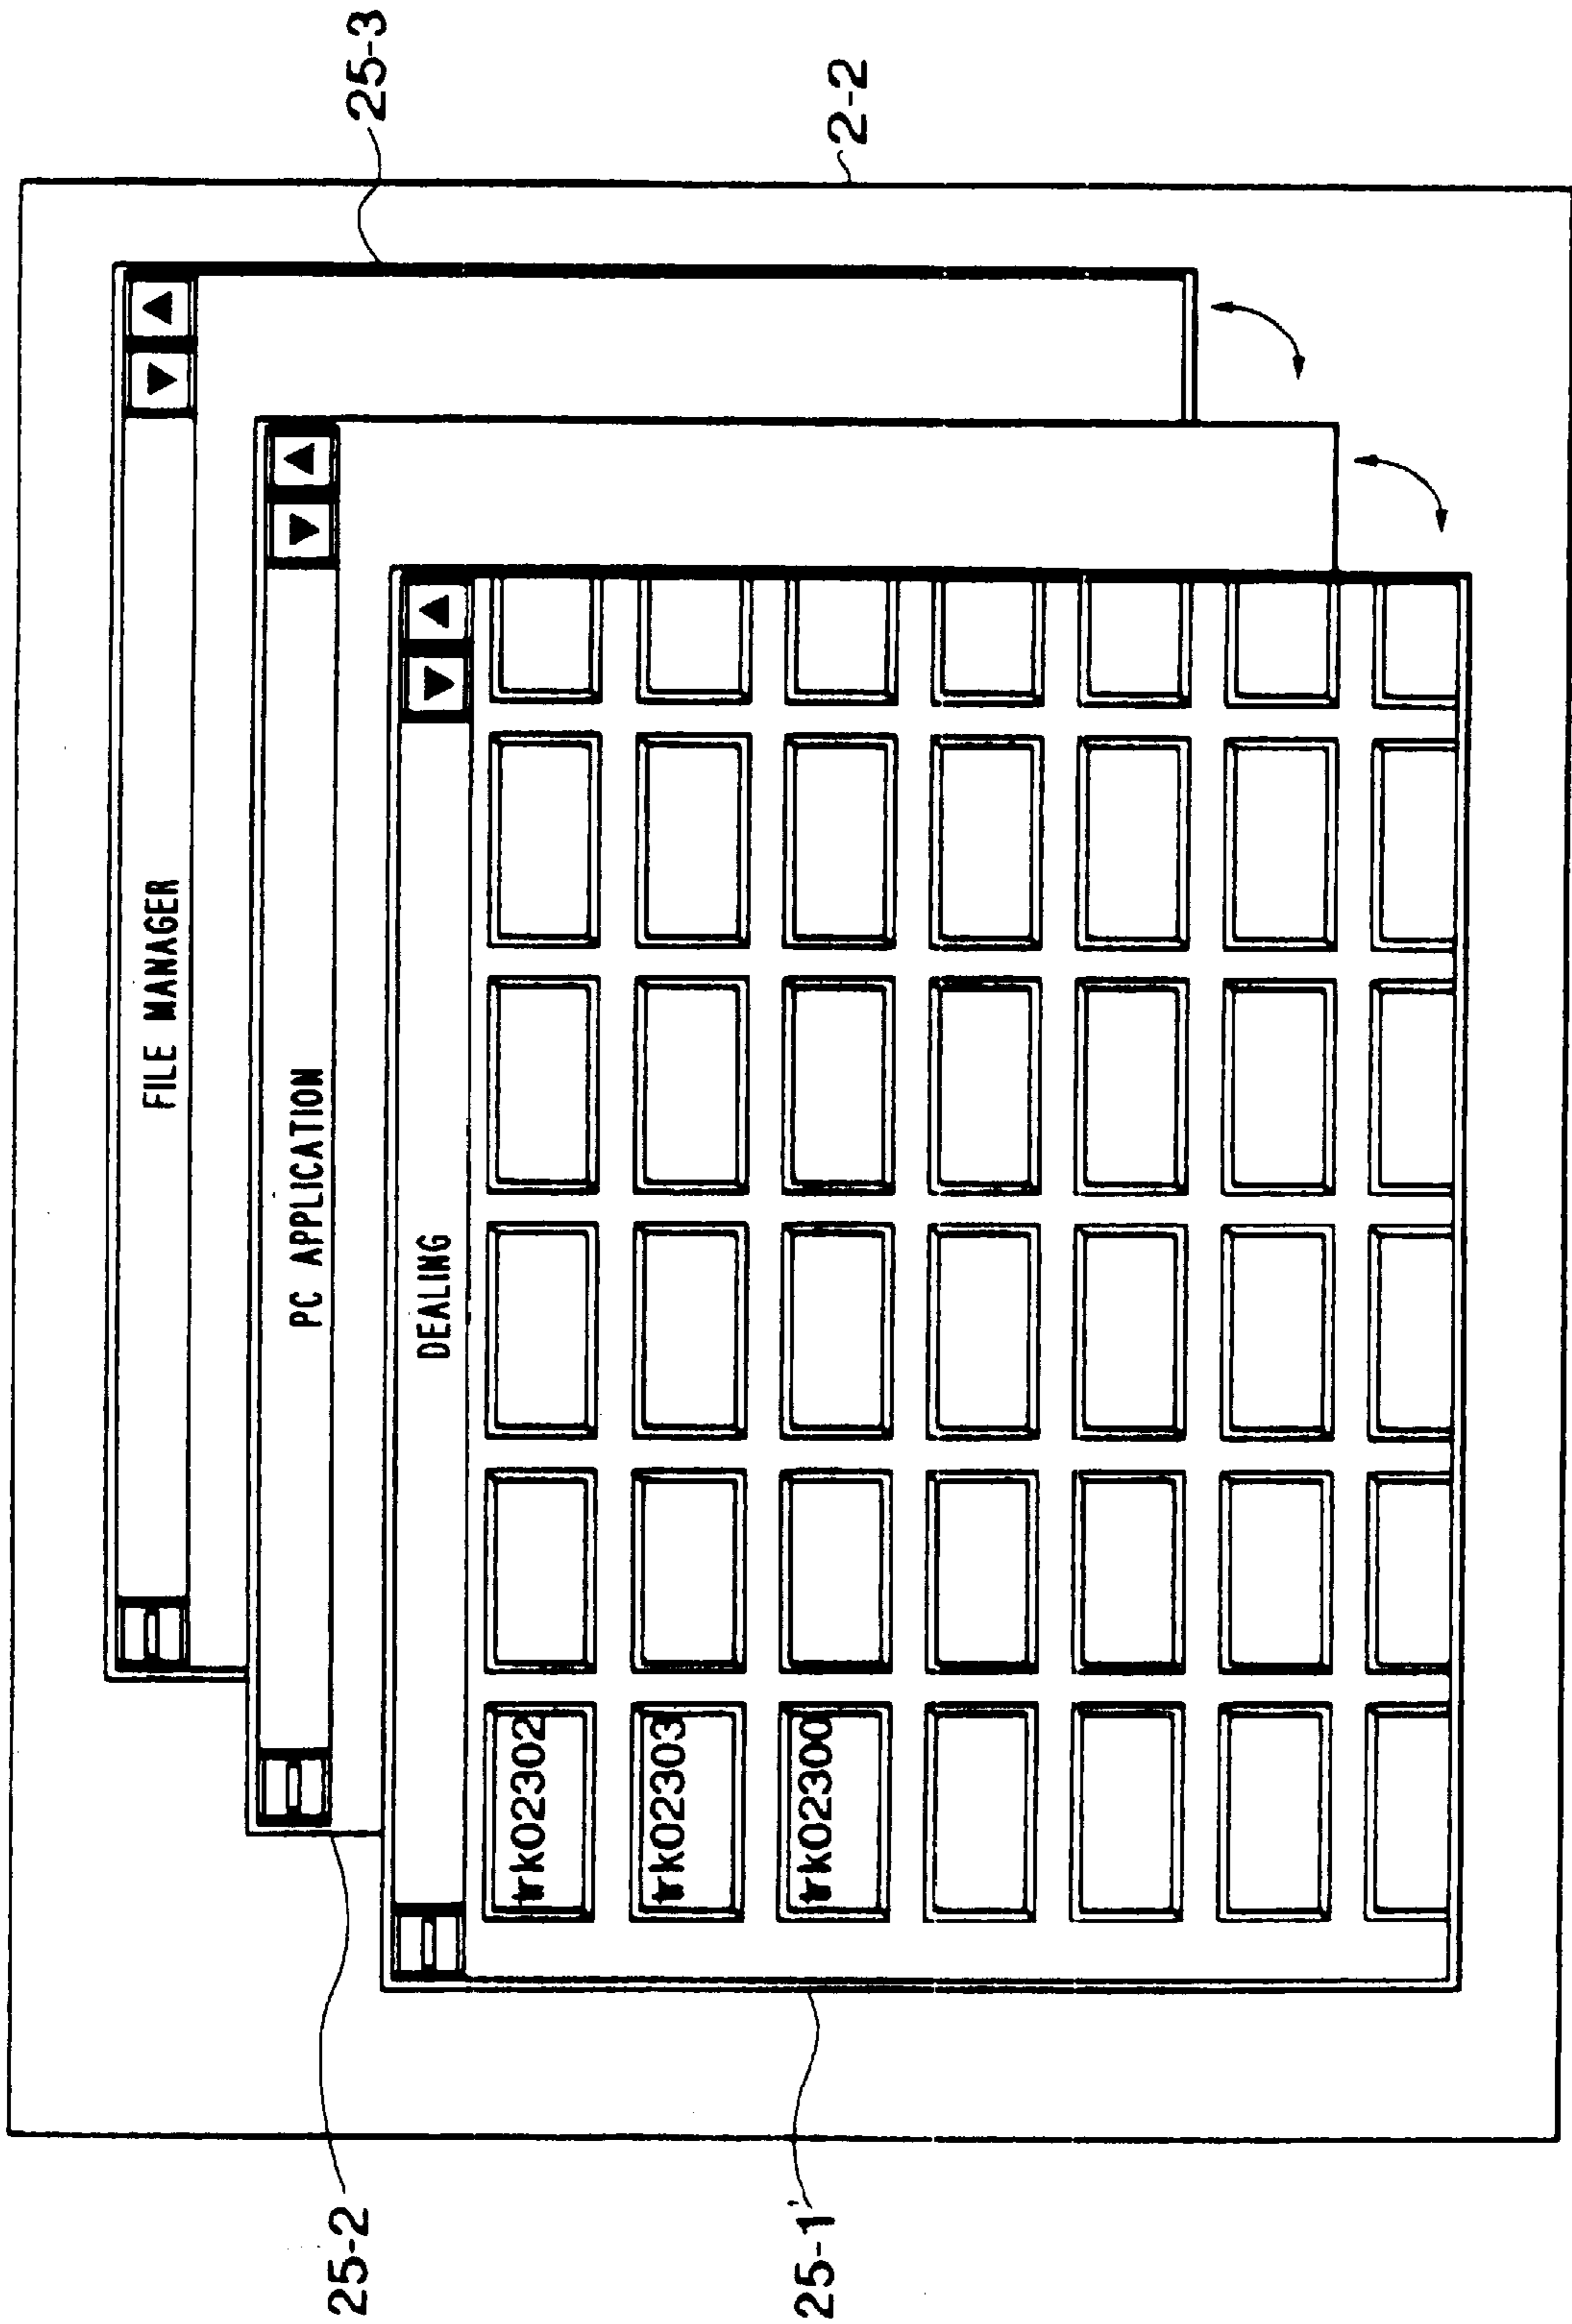 25-3
2-2
FILE MANAGER
PC APPLICATION
DEALING
trk02302
trk02303
trk02300
25-2
25-1'